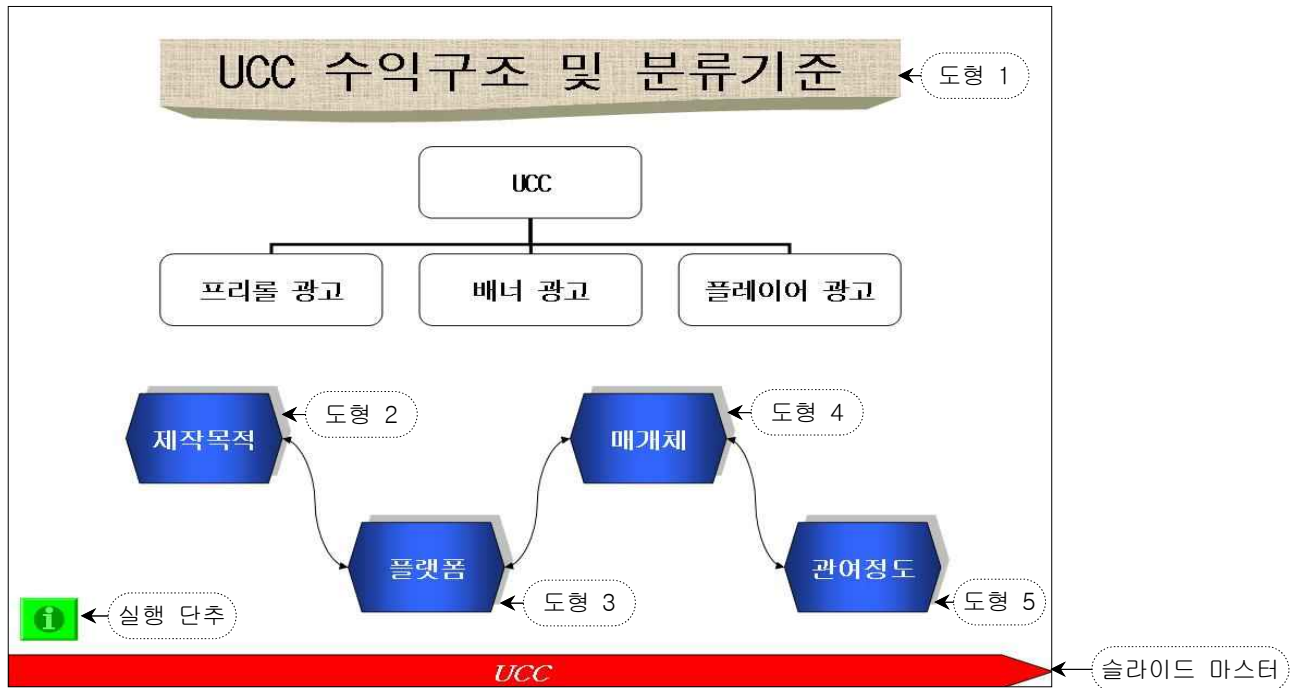 UCC 수익구조 및 분류기준
도형 1
UCC
프리롤 광고
배너 광고
플레이어 광고
제작목적
도형 2
매개체
도형 4
플랫폼
도형 3
관여정도
도형 5
실행 단추
UCC
슬라이드 마스터